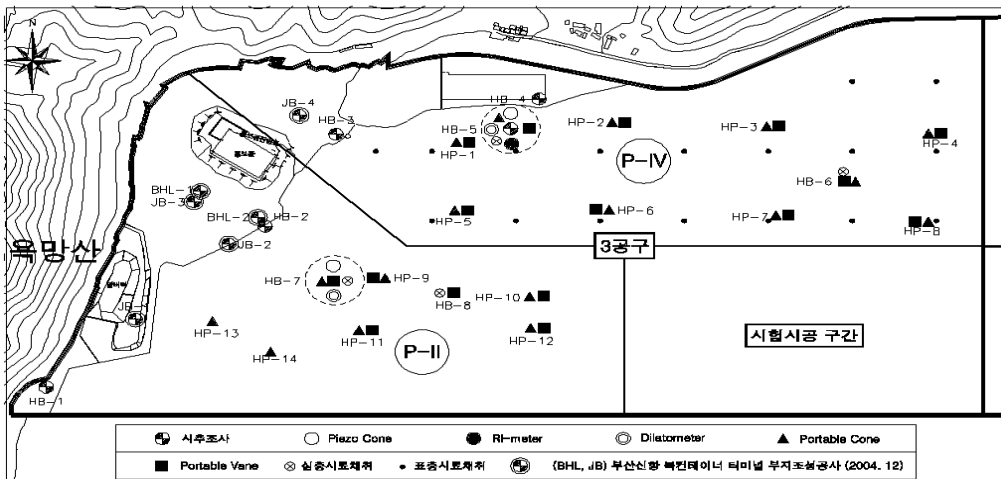 N
HB-4
JB-4
HB-3
HB-5
HP-2
HP-3
HP-4
HP-1
P-IV
HB-6
BHL-1
JB-3
BHL-2
HB-2
HP-5
HP-6
HP-7
HP-8
JB-2
욕망산
3공구
HB-7
HP-9
HB-8
HP-10
HP-13
HP-11
HP-12
시험시공 구간
HP-14
P-II
HB-1
시추조사 Piezo Cone RI-meter Dilatometer Portable Cone
Portable Vane 심층시료채취 표층시료채취 (BHL, JB) 부산신항 북컨테이너 터미널 부지조성공사 (2004. 12)